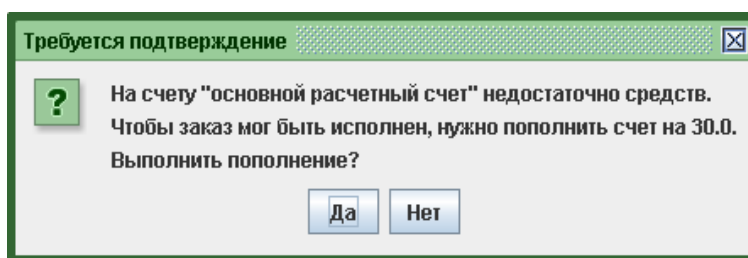 Требуется подтверждение
?
На счету "основной расчетный счет" недостаточно средств.
Чтобы заказ мог быть исполнен, нужно пополнить счет на 30.0.
Выполнить пополнение?
Да Нет